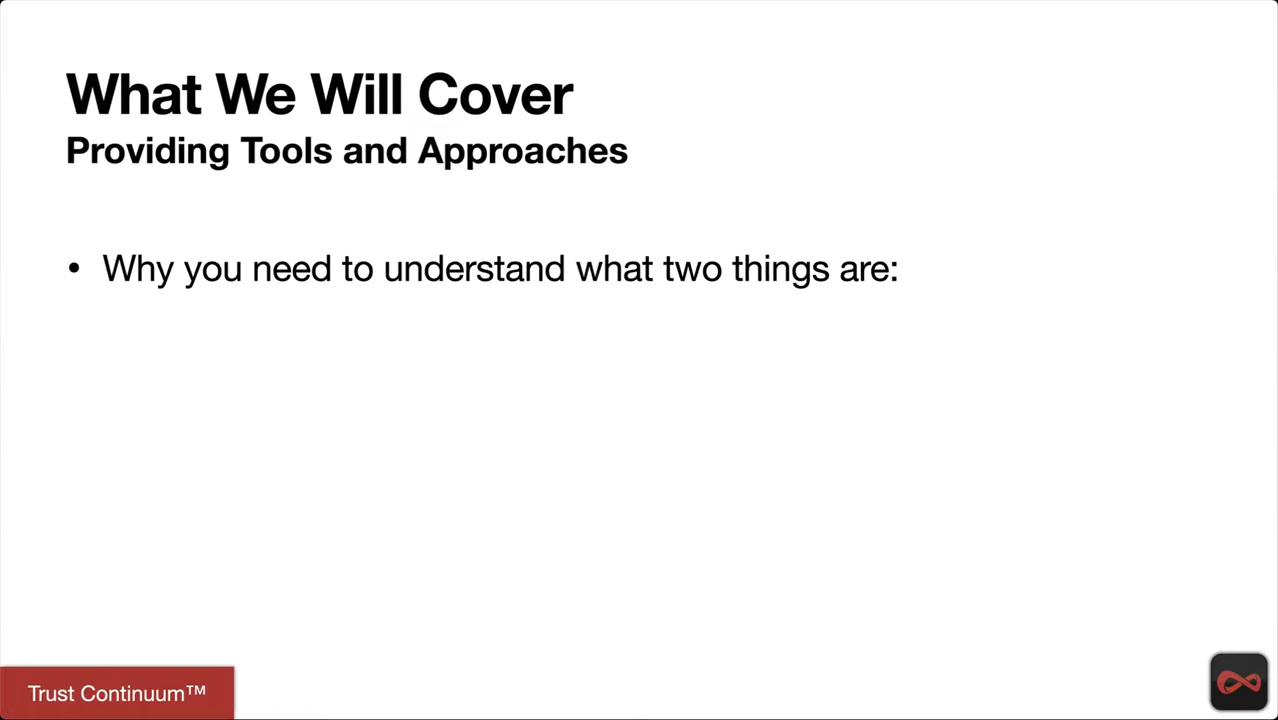 What We Will Cover
Providing Tools and Approaches
• Why you need to understand what two things are:
Trust Continuum™